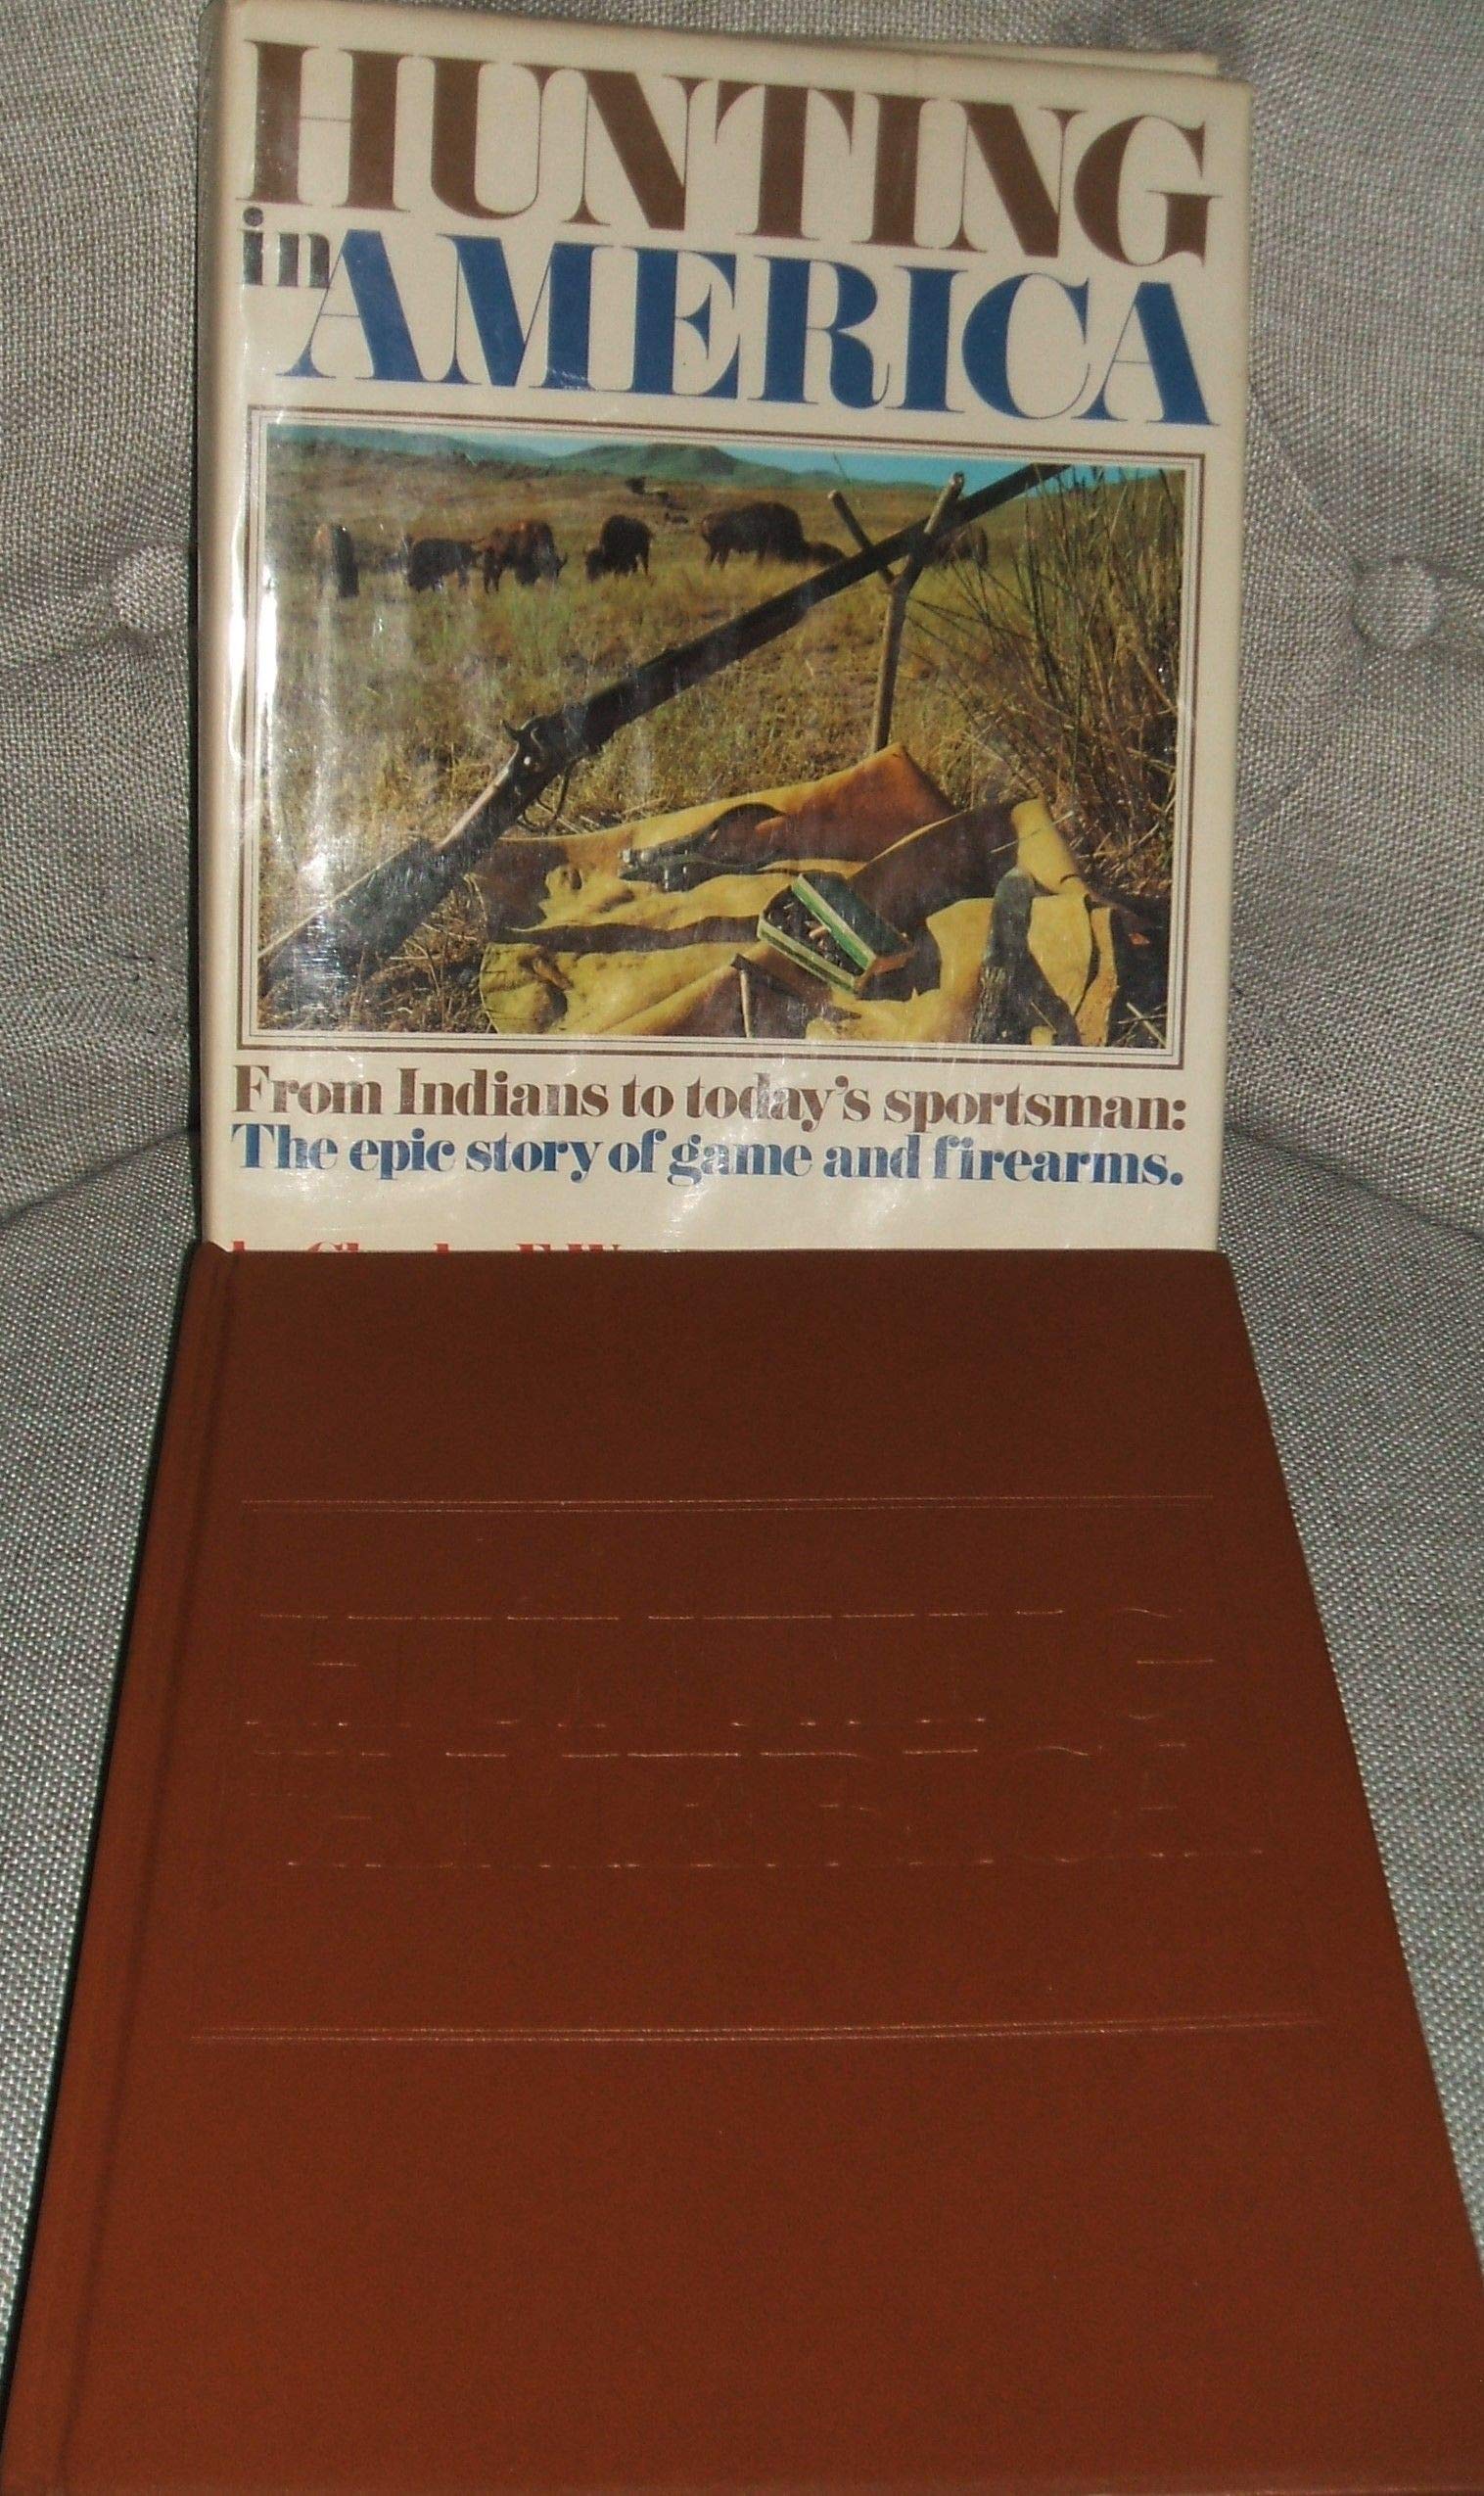 HUNTING
in AMERICA
From Indians to today's sportsman:
The epic story of game and firearms.